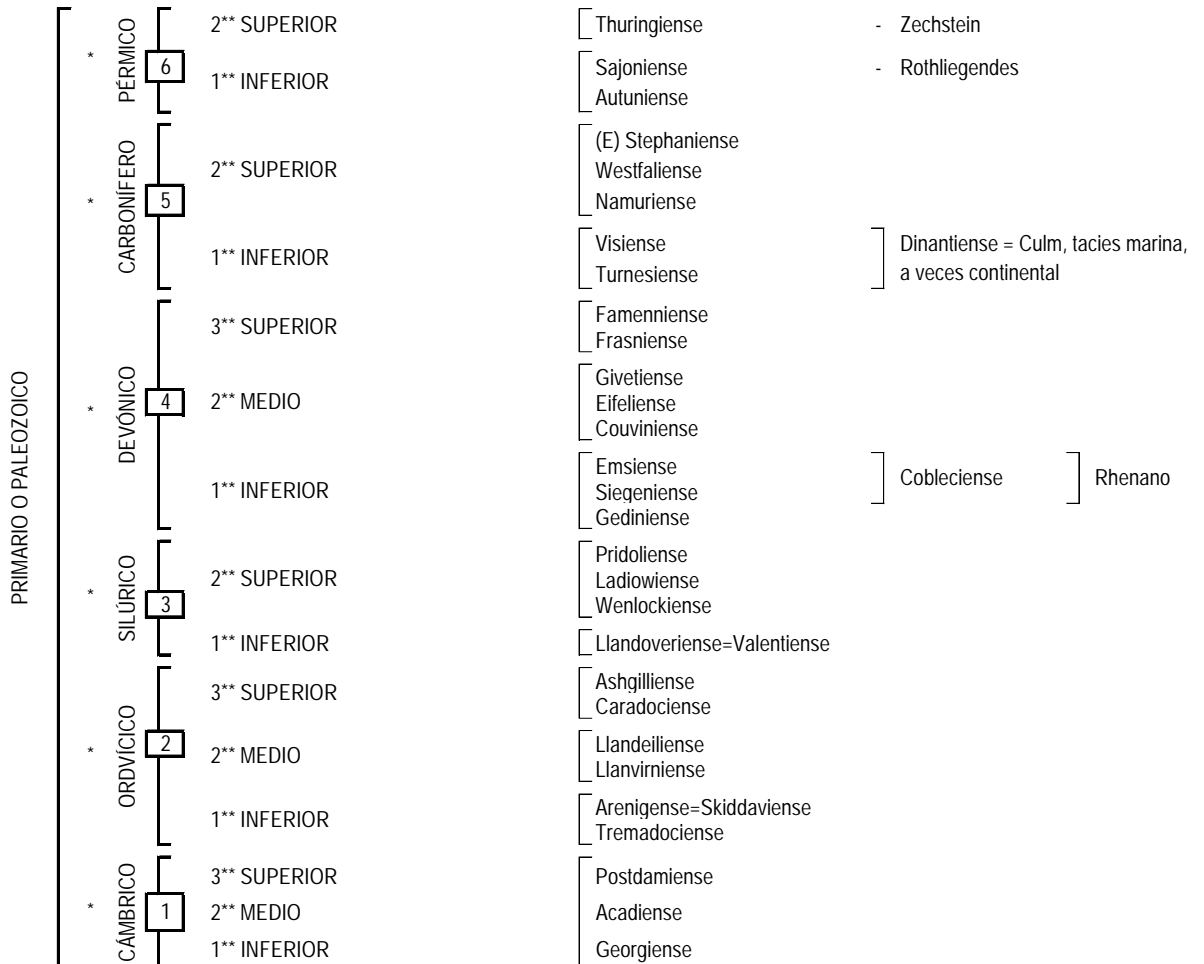 PRIMARIO O PALEOZOICO
*
PÉRMICO
6
2** SUPERIOR
Thuringiense - Zechstein
1** INFERIOR
Sajoniense - Rothliegendes
Autuniense
*
CARBONÍFERO
5
2** SUPERIOR
(E) Stephaniense
Westfaliense
Namuriense
1** INFERIOR
Visiense
Turnesiense
Dinantiense = Culm, tacies marina,
a veces continental
*
DEVÓNICO
4
3** SUPERIOR
Famenniense
Frasniense
2** MEDIO
Givetiense
Eifeliense
Couviniense
1** INFERIOR
Emsiense
Siegeniense
Gediniense
Cobleciense
Rhenano
*
SILÚRICO
3
2** SUPERIOR
Pridoliense
Ladiowiense
Wenlockiense
1** INFERIOR
Llandoveriense=Valentiense
*
ORDVÍCICO
2
3** SUPERIOR
Ashgilliense
Caradociense
2** MEDIO
Llandeiliense
Llanvirniense
1** INFERIOR
Arenigense=Skiddaviense
Tremadociense
*
CÁMBRICO
1
3** SUPERIOR
Postdamiense
2** MEDIO
Acadiense
1** INFERIOR
Georgiense